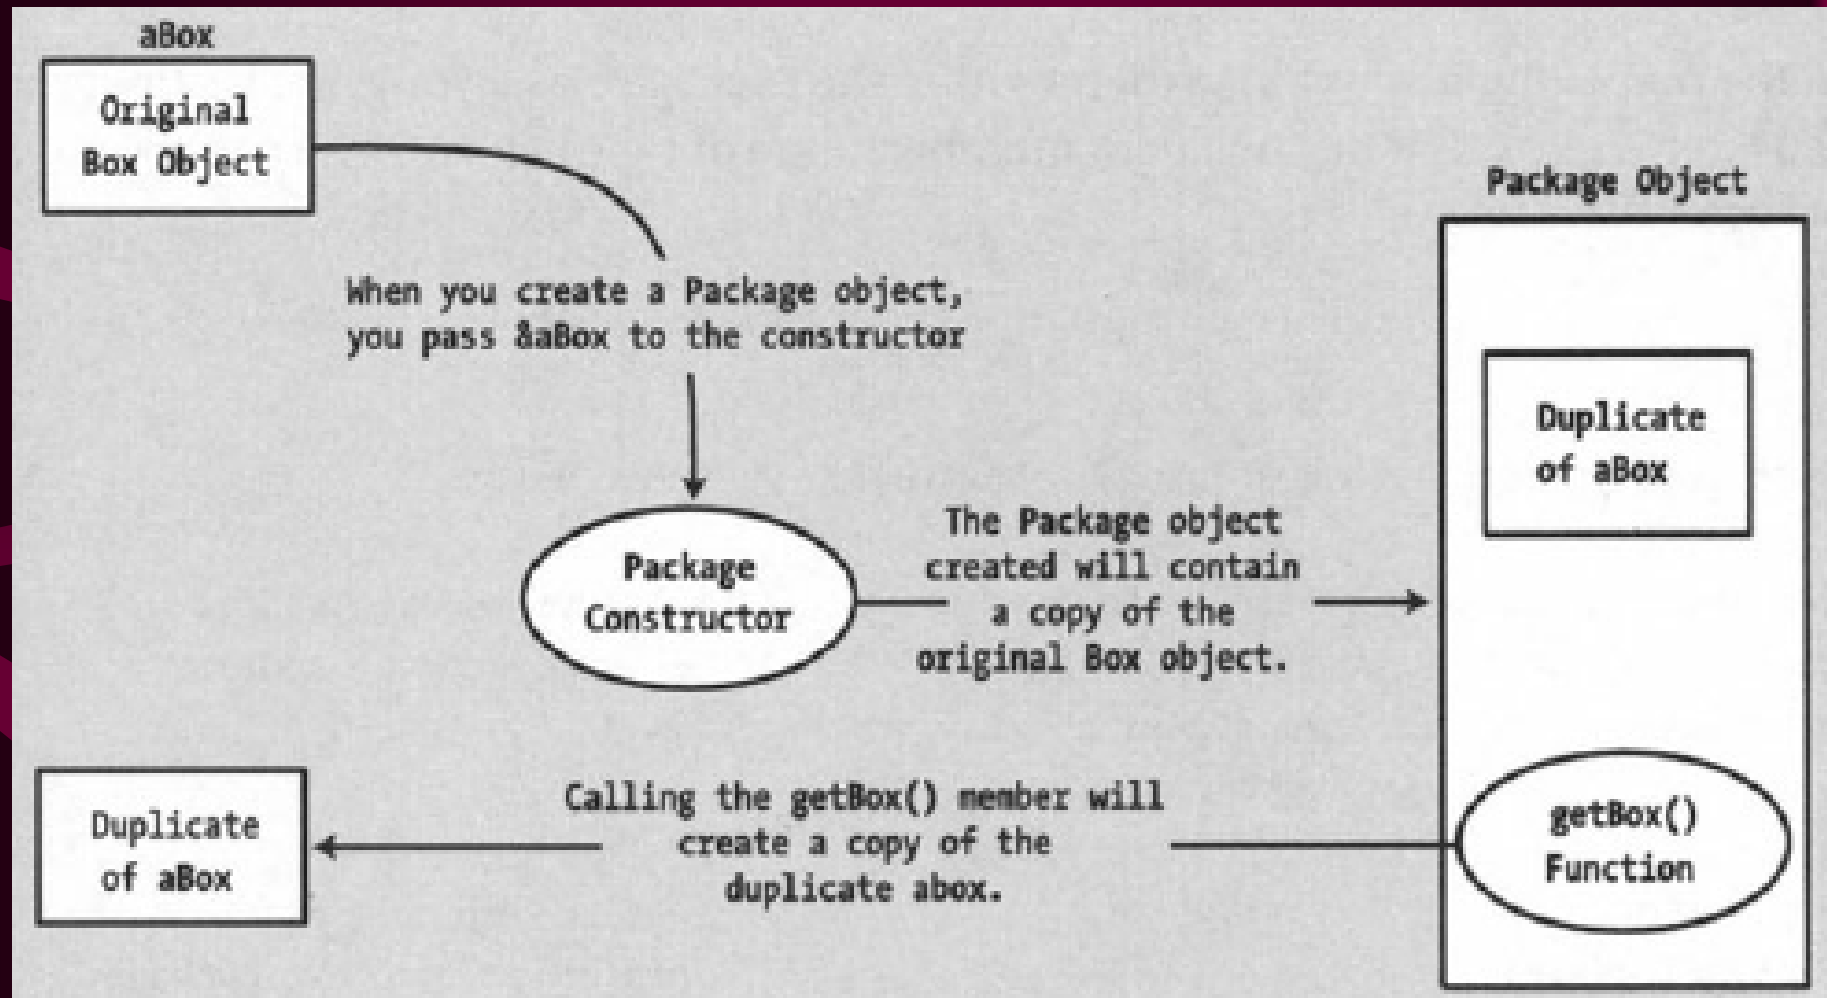 aBox
Original
Box Object
When you create a Package object,
you pass &aBox to the constructor
Package Object
Duplicate
of aBox
Package
Constructor
The Package object
created will contain
a copy of the
original Box object.
Duplicate
of aBox
Calling the getBox() member will
create a copy of the
duplicate abox.
getBox()
Function